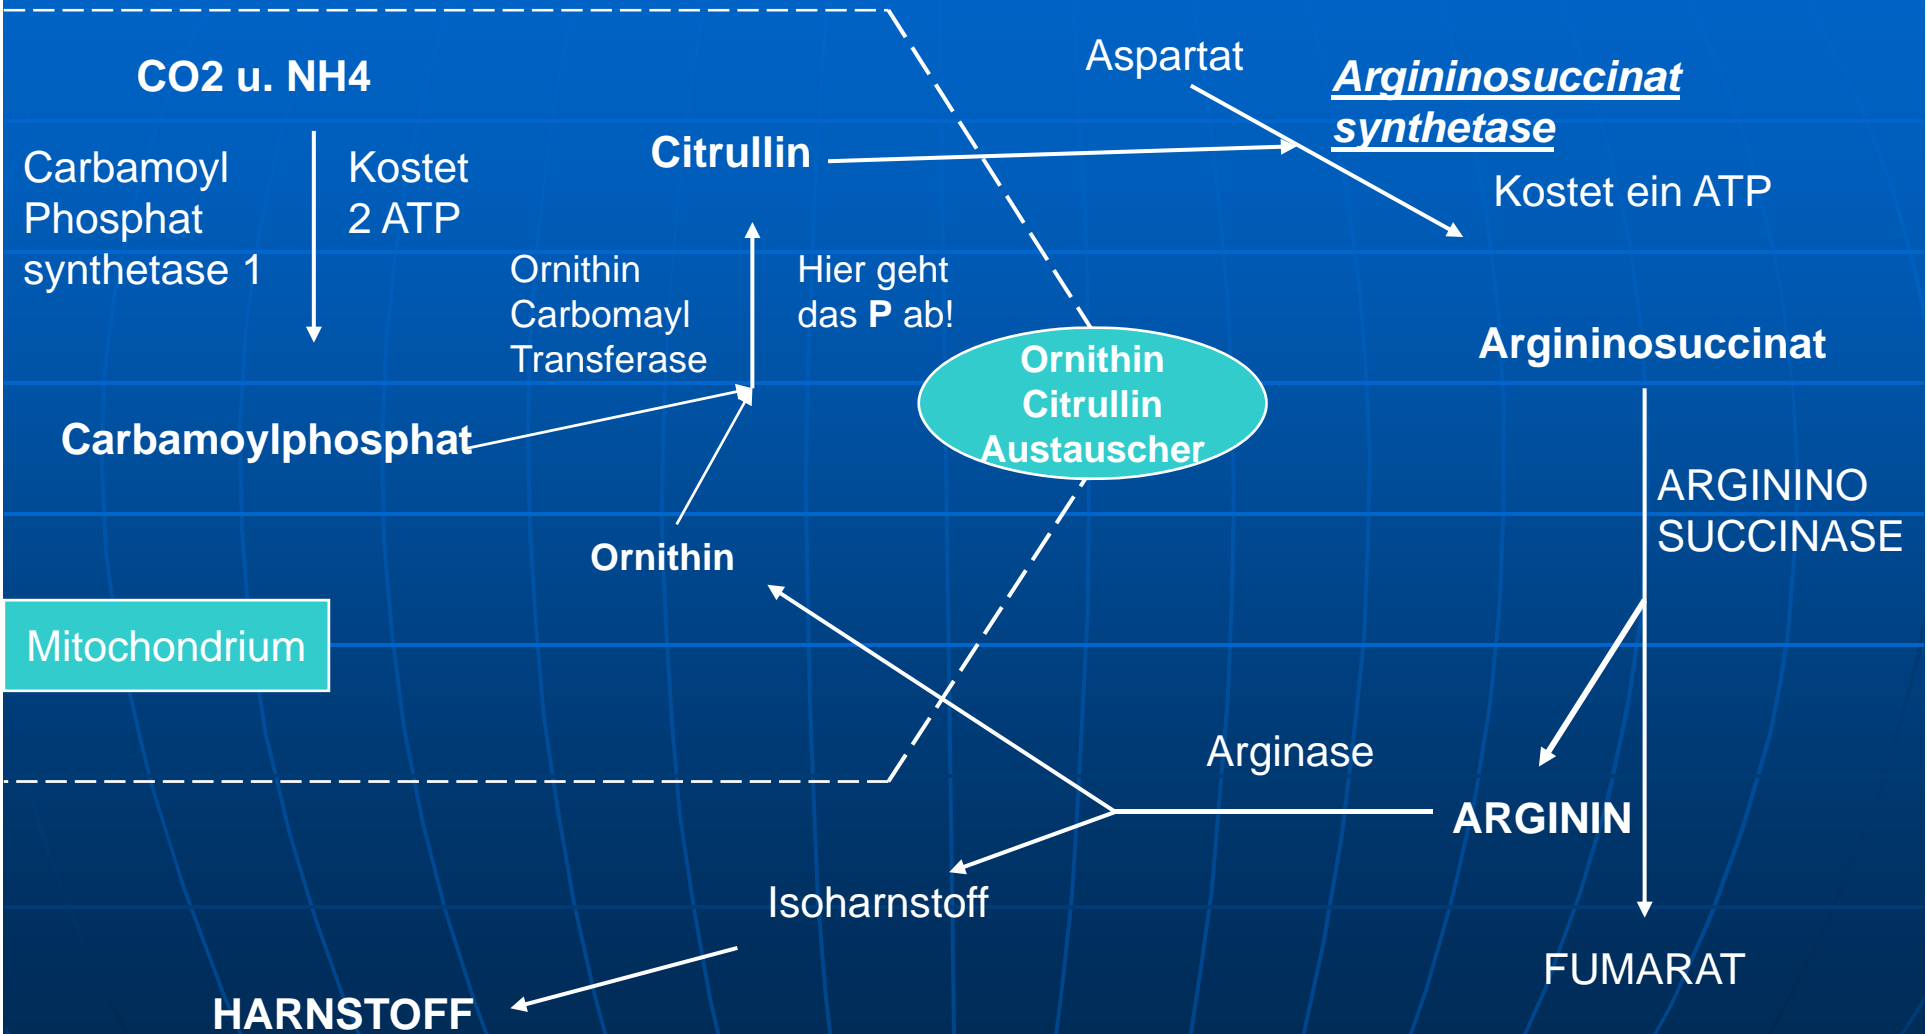 CO2 u. NH4
Carbamoyl
Phosphat
synthetase 1
Kostet
2 ATP
Carbamoylphosphat
Ornithin
Carbomayl
Transferase
Citrullin
Hier geht
das P ab!
Ornithin
Mitochondrium
Ornithin
Citrullin
Austauscher
Aspartat
Argininosuccinat
synthetase
Kostet ein ATP
Argininosuccinat
ARGININO
SUCCINASE
Arginase
ARGININ
FUMARAT
Isoharnstoff
HARNSTOFF